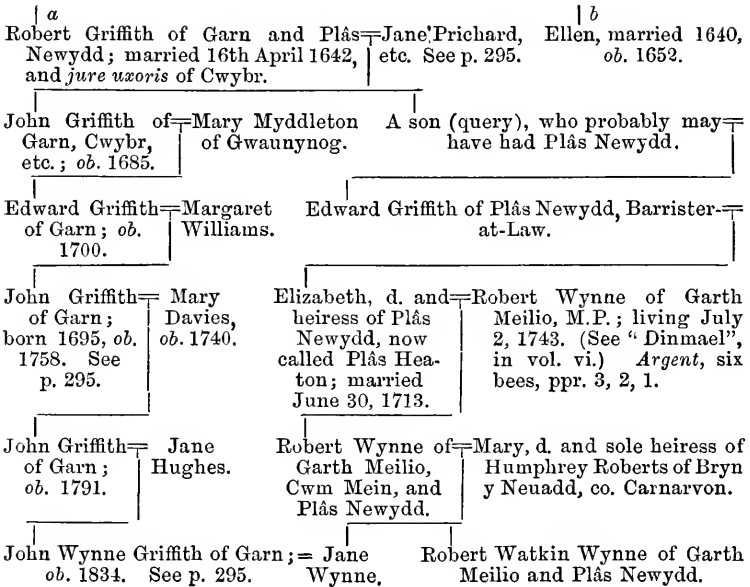 a
Robert Griffith of Garn and Plâs Newydd; married 16th April 1642, and jure uxoris of Cwybr.
Jane Prichard, etc. See p. 295.
b
Ellen, married 1640, ob. 1652.
John Griffith of Garn, Cwybr, etc.; ob. 1685.
Mary Myddleton of Gwaunynog.
A son (query), who probably may have had Plâs Newydd.
Edward Griffith of Garn; ob. 1700.
Margaret Williams.
Edward Griffith of Plâs Newydd, Barrister-at-Law.
John Griffith of Garn; born 1695, ob. 1758. See p. 295.
Mary Davies, ob. 1740.
Elizabeth, d. and heiress of Plâs Newydd, now called Plâs Heaton; married June 30, 1713.
Robert Wynne of Garth Meilio, M.P.; living July 2, 1743. (See "Dinmael", in vol. vi.) Argent, six bees, ppr. 3, 2, 1.
John Griffith of Garn; ob. 1791.
Jane Hughes.
Robert Wynne of Garth Meilio, Cwm Mein, and Plâs Newydd.
Mary, d. and sole heiress of Humphrey Roberts of Bryn y Neuadd, co. Carnarvon.
John Wynne Griffith of Garn; = Jane Wynne.
ob. 1834. See p. 295.
Robert Watkin Wynne of Garth Meilio and Plâs Newydd.